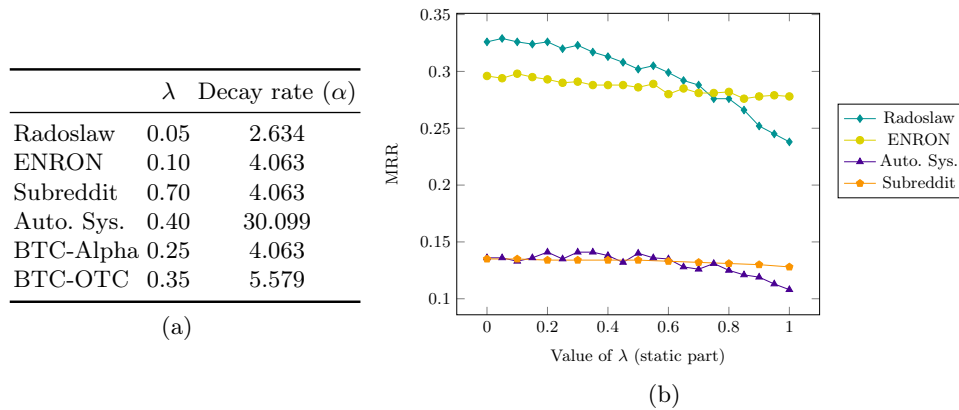 λ Decay rate (α)
Radoslaw 0.05 2.634
ENRON 0.10 4.063
Subreddit 0.70 4.063
Auto. Sys. 0.40 30.099
BTC-Alpha 0.25 4.063
BTC-OTC 0.35 5.579
(a)
0.35
0.3
0.25
0.2
0.15
0.1
MRR
0 0.2 0.4 0.6 0.8 1
Value of λ (static part)
Radoslaw
ENRON
Auto. Sys.
Subreddit
(b)